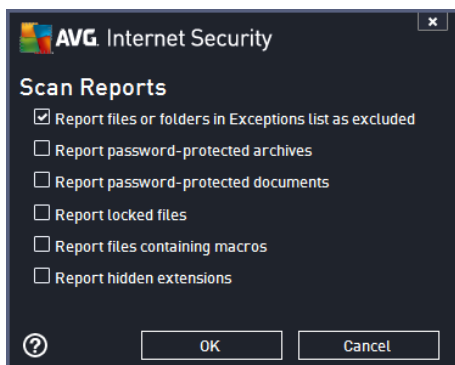 AVG. Internet Security
x
Scan Reports
Report files or folders in Exceptions list as excluded
Report password-protected archives
Report password-protected documents
Report locked files
Report files containing macros
Report hidden extensions
?
OK
Cancel